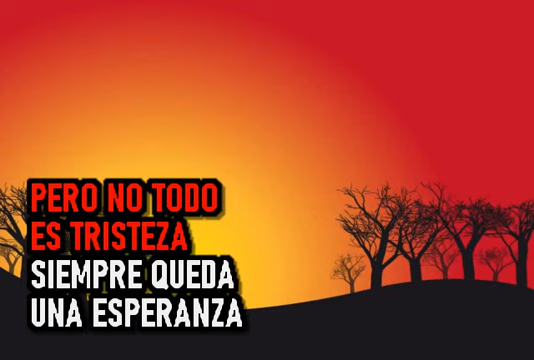 PERO NO TODO
ES TRISTEZA
SIEMPRE QUEDA
UNA ESPERANZA